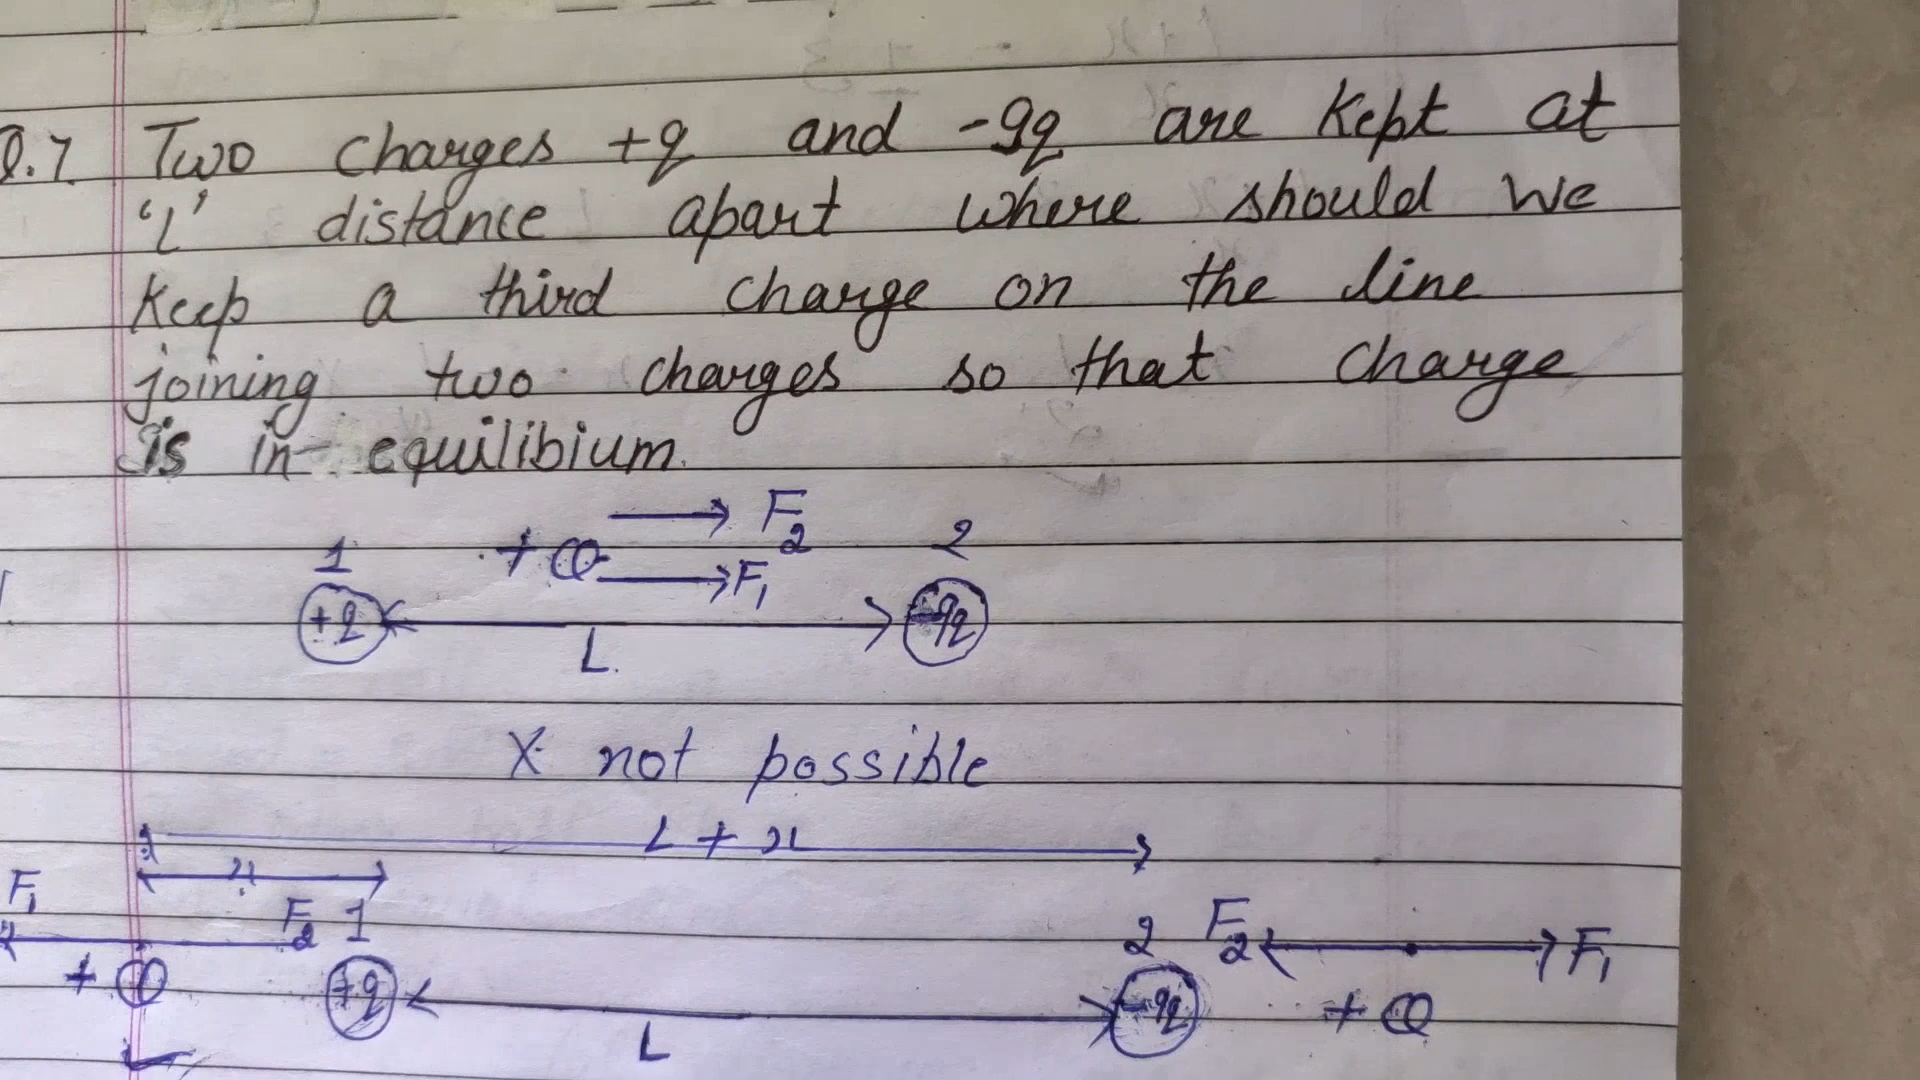 Q.7 Two charges +q and -9q are kept at
'L' distance apart where should we
keep a third charge on the line
joining two charges so that charge
is in equilibium.
+ Q → F2
1 2
→ F1
+q -9q
L
X not possible
L + x
x
F1 F2 1 2 F2 F1
+ Q +q -9q + Q
L